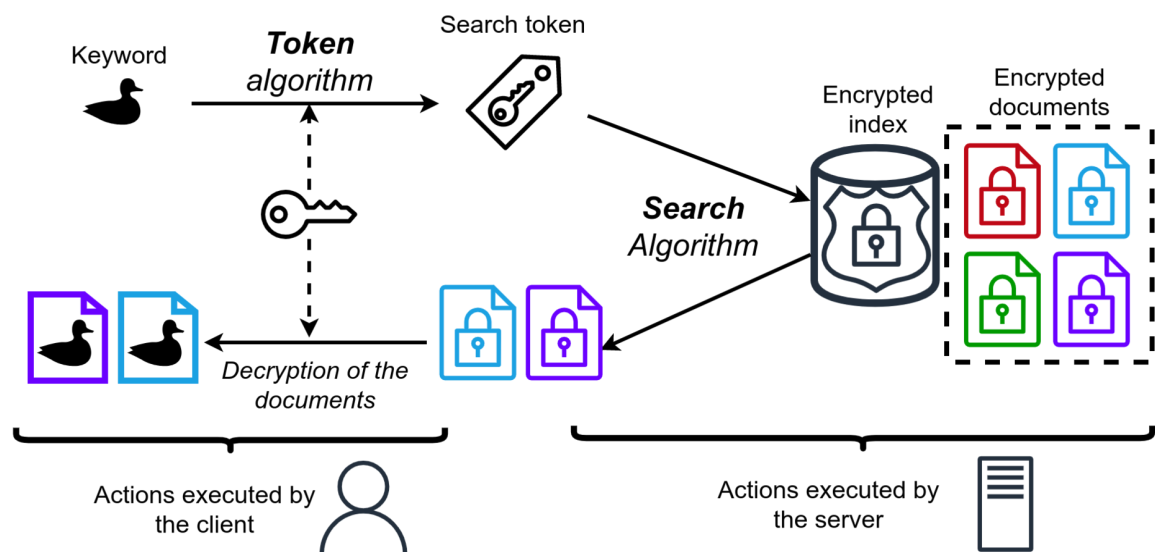 Keyword
Token
algorithm
Search token
Encrypted
index
Encrypted
documents
Search
Algorithm
Decryption of the
documents
Actions executed by
the client
Actions executed by
the server